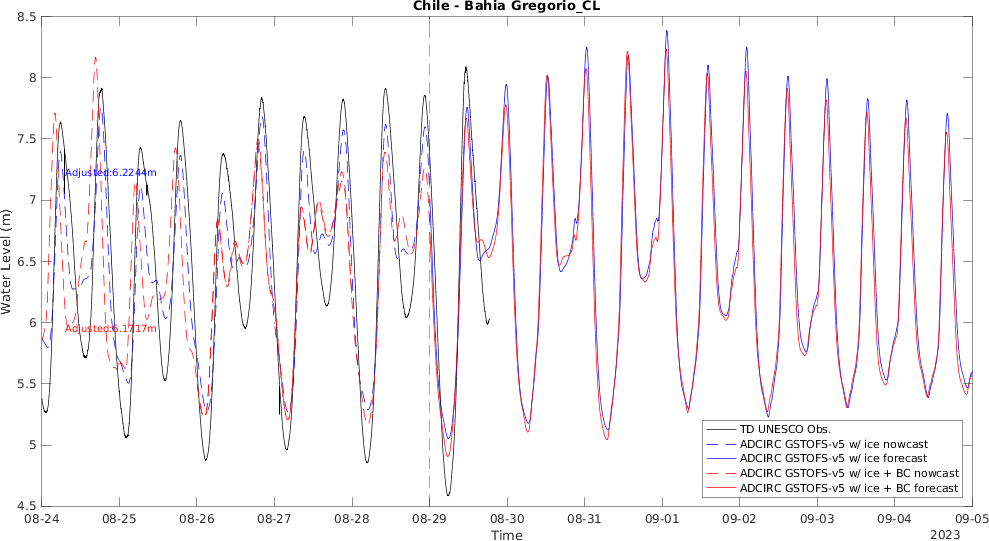 Chile - Bahia Gregorio_CL
8.5
8
7.5
7
6.5
6
5.5
5
4.5
Water Level (m)
Adjusted:6.2244m
Adjusted:6.1717m
TD UNESCO Obs.
ADCIRC GSTOFS-v5 w/ ice nowcast
ADCIRC GSTOFS-v5 w/ ice forecast
ADCIRC GSTOFS-v5 w/ ice + BC nowcast
ADCIRC GSTOFS-v5 w/ ice + BC forecast
08-24 08-25 08-26 08-27 08-28 08-29 08-30 08-31 09-01 09-02 09-03 09-04 09-05
Time
2023